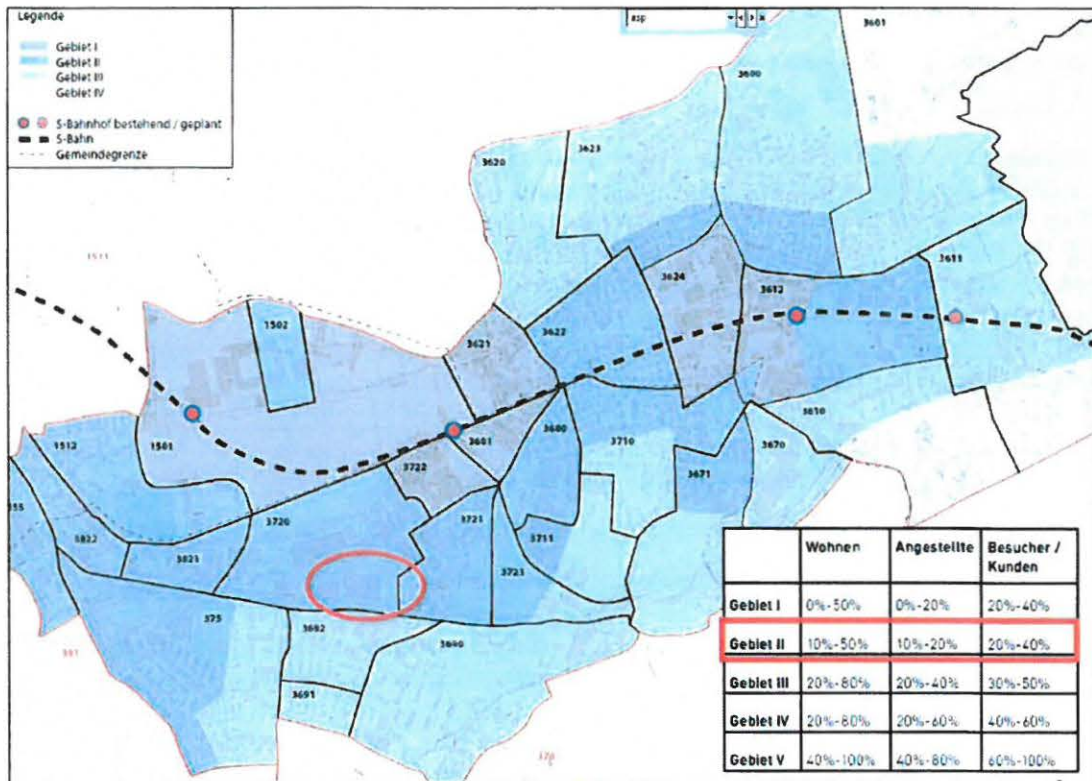 Legende
Gebiet I
Gebiet II
Gebiet III
Gebiet IV
S-Bahnhof bestehend / geplant
S-Bahn
Gemeindegrenze
3601
3600
3623
3620
3611
3624
3612
3622
1502
3621
3610
3601
3600
3710
3670
1512
1501
3722
3671
3720
3721
3711
3822
3821
3723
375
3692
3690
3691
Wohnen Angestellte Besucher / Kunden
Gebiet I 0%-50% 0%-20% 20%-40%
Gebiet II 10%-50% 10%-20% 20%-40%
Gebiet III 20%-80% 20%-40% 30%-50%
Gebiet IV 20%-80% 20%-60% 40%-60%
Gebiet V 40%-100% 40%-80% 60%-100%